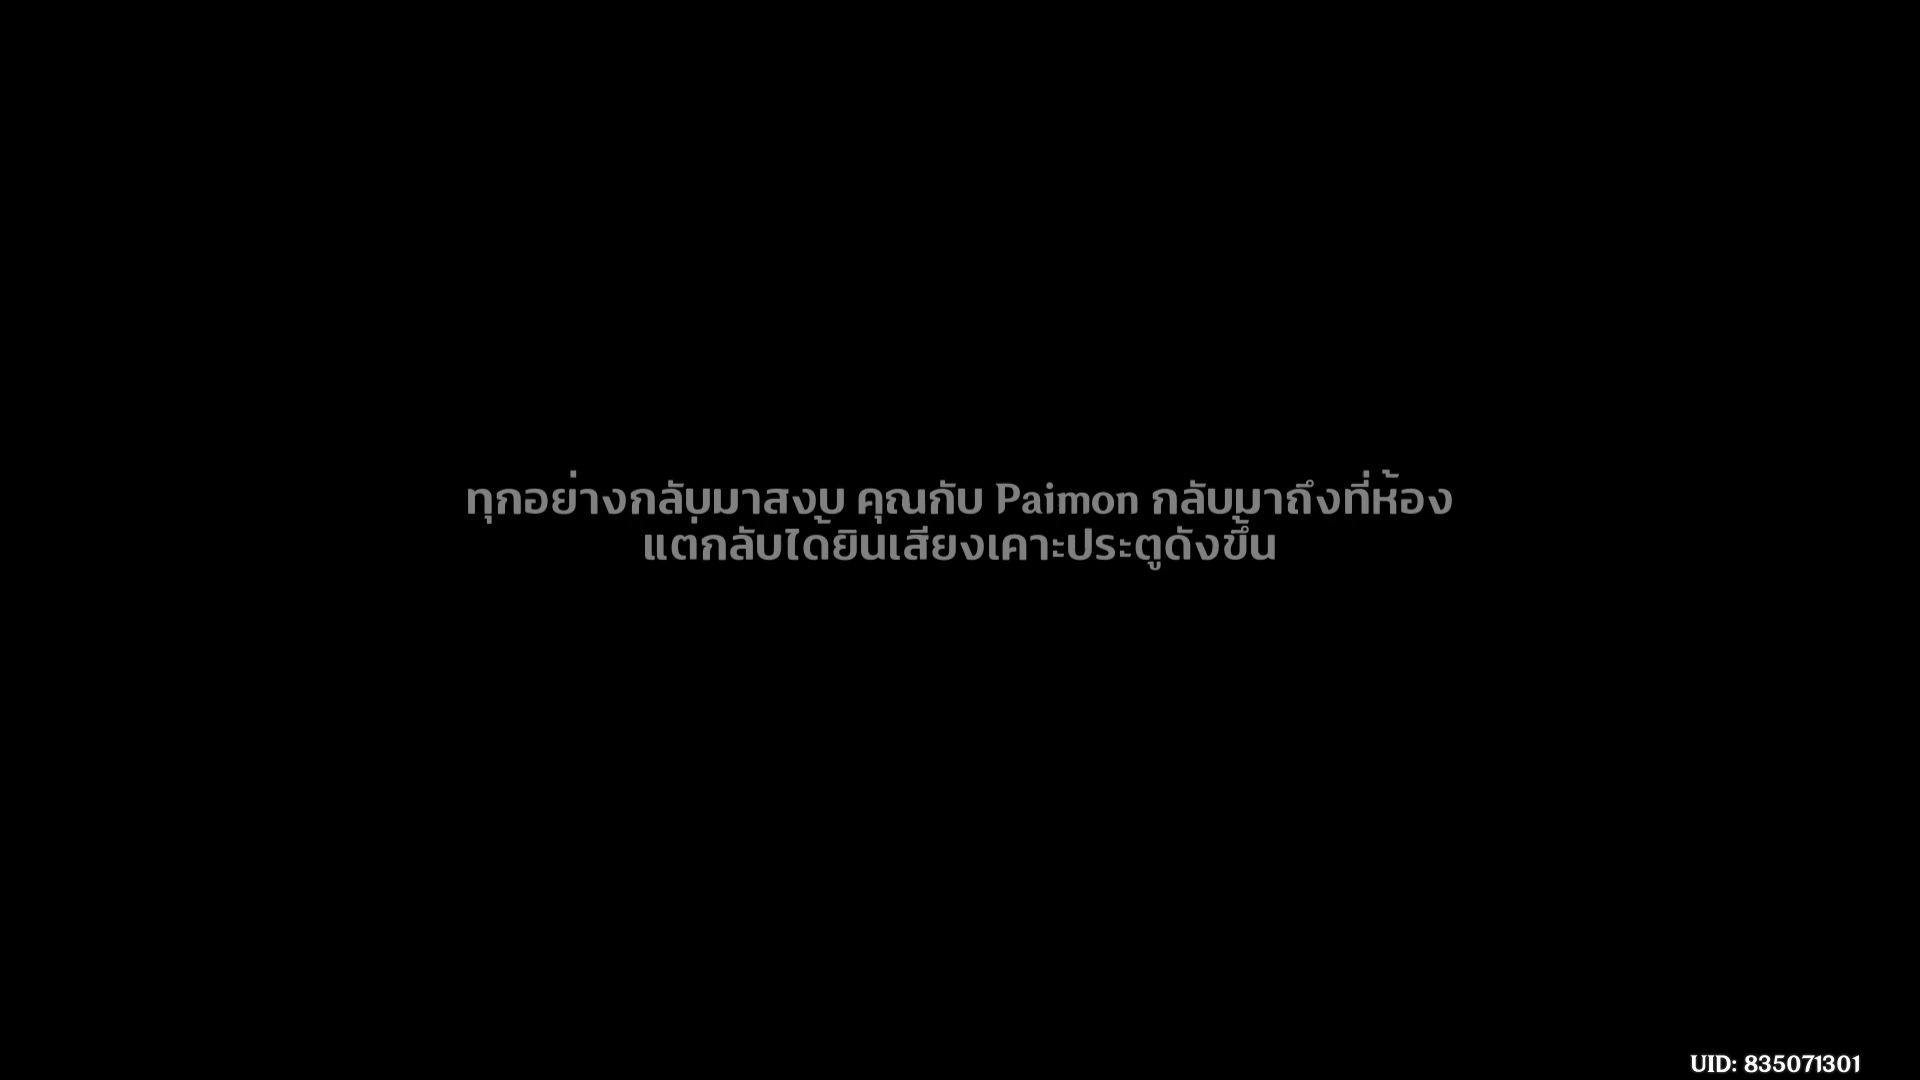 ทุกอย่างกลับมาสงบ คุณกับ Paimon กลับมาถึงที่ห้อง
แต่กลับได้ยินเสียงเคาะประตูดังขึ้น
UID: 835071301